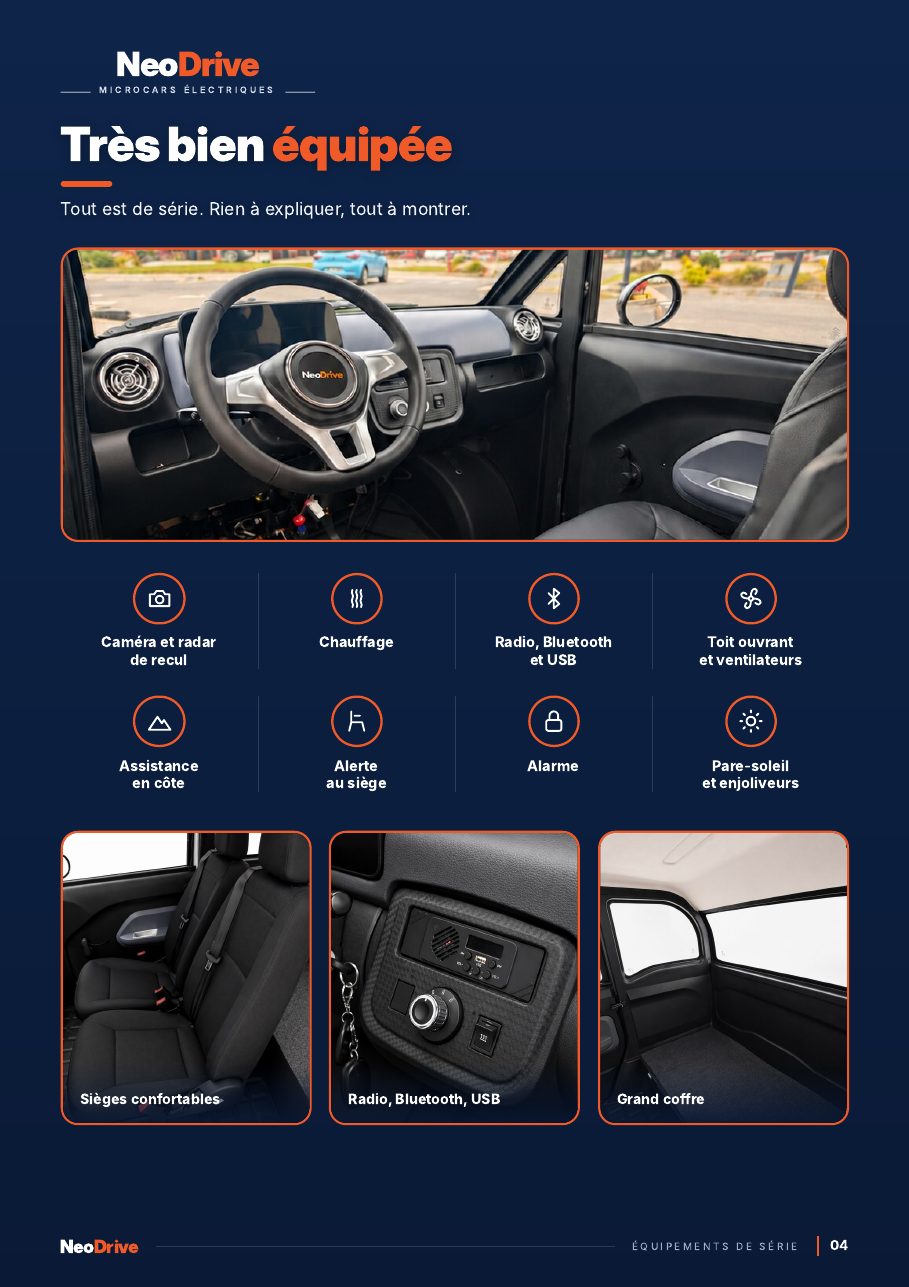 NeoDrive
MICROCARS ÉLECTRIQUES
Très bien équipée
Tout est de série. Rien à expliquer, tout à montrer.
NeoDrive
Caméra et radar
de recul
Chauffage
Radio, Bluetooth
et USB
Toit ouvrant
et ventilateurs
Assistance
en côte
Alerte
au siège
Alarme
Pare-soleil
et enjoliveurs
Sièges confortables
Radio, Bluetooth, USB
Grand coffre
NeoDrive
ÉQUIPEMENTS DE SÉRIE
04